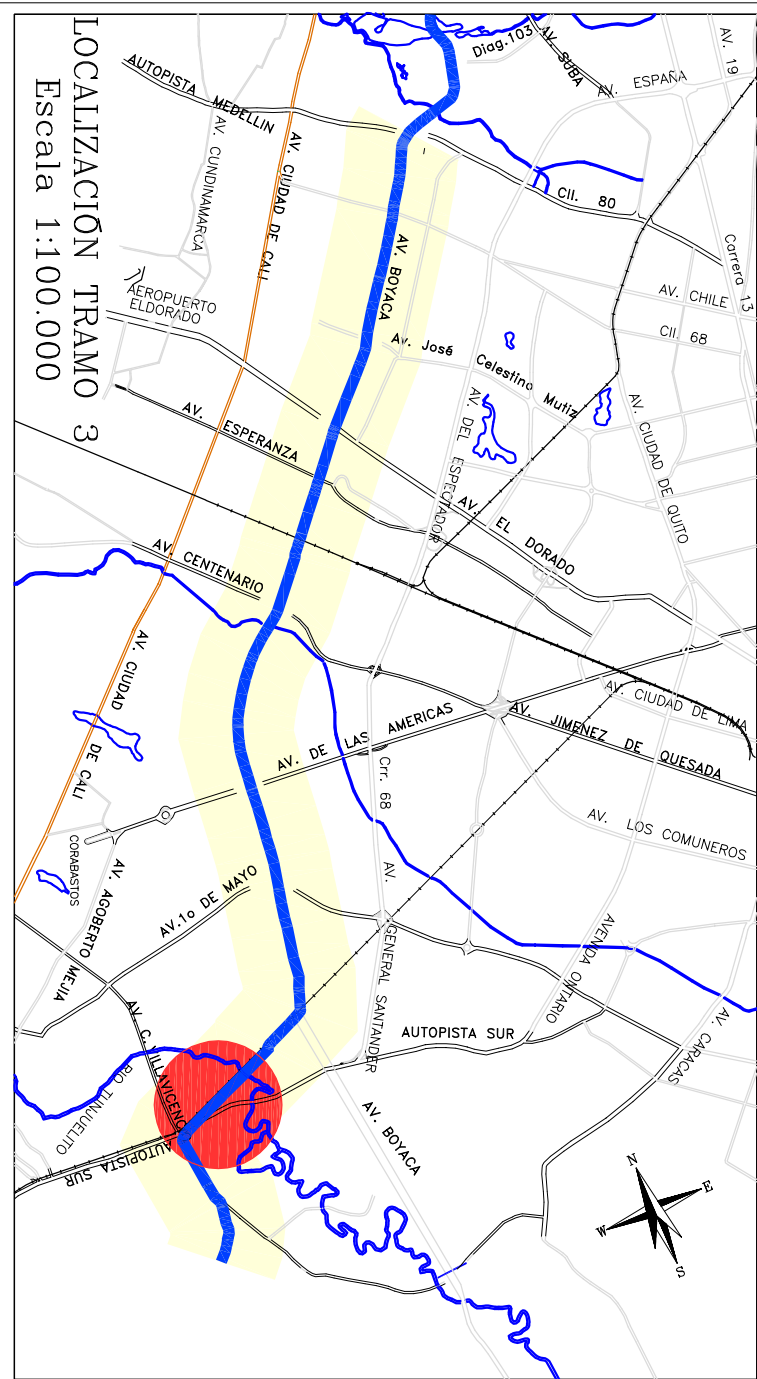 LOCALIZACIÓN TRAMO 3
Escala 1:100.000
Diag.103
AV. SUBA
AV. 19
AV. ESPAÑA
AUTOPISTA MEDELLIN
AV. CUNDINAMARCA
AV. CIUDAD DE CALI
Cll. 80
Carrera 13
AV. BOYACA
AV. CHILE
Cll. 68
AEROPUERTO
ELDORADO
Av. José Celestino Mutiz
AV. ESPERANZA
AV. DEL ESPECTADOR
AV. CIUDAD DE QUITO
AV. EL DORADO
AV. CENTENARIO
AV. CIUDAD DE CALI
AV. CIUDAD DE LIMA
AV. JIMENEZ DE QUESADA
AV. DE LAS AMERICAS
Crr. 68
AV. LOS COMUNEROS
CORABASTOS
AV. AGOBERTO MEJIA
AV.1o DE MAYO
AV. GENERAL SANTANDER
AVENIDA ONTARIO
AV. CARACAS
AUTOPISTA SUR
AV. C. VILLAVICENCIO
RIO TUNJUELITO
AUTOPISTA SUR
AV. BOYACA
N
E
W
S